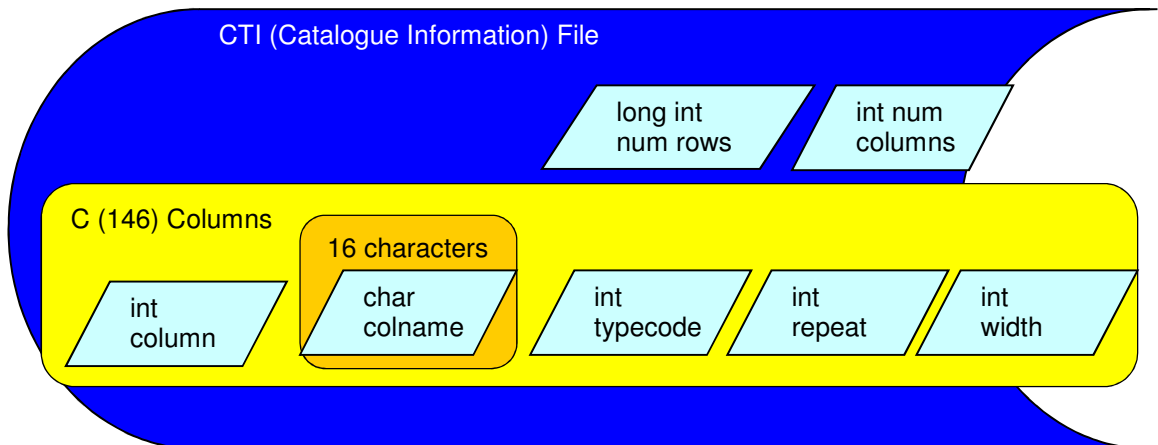 CTI (Catalogue Information) File
long int
num rows
int num
columns
C (146) Columns
16 characters
int
column
char
colname
int
typecode
int
repeat
int
width